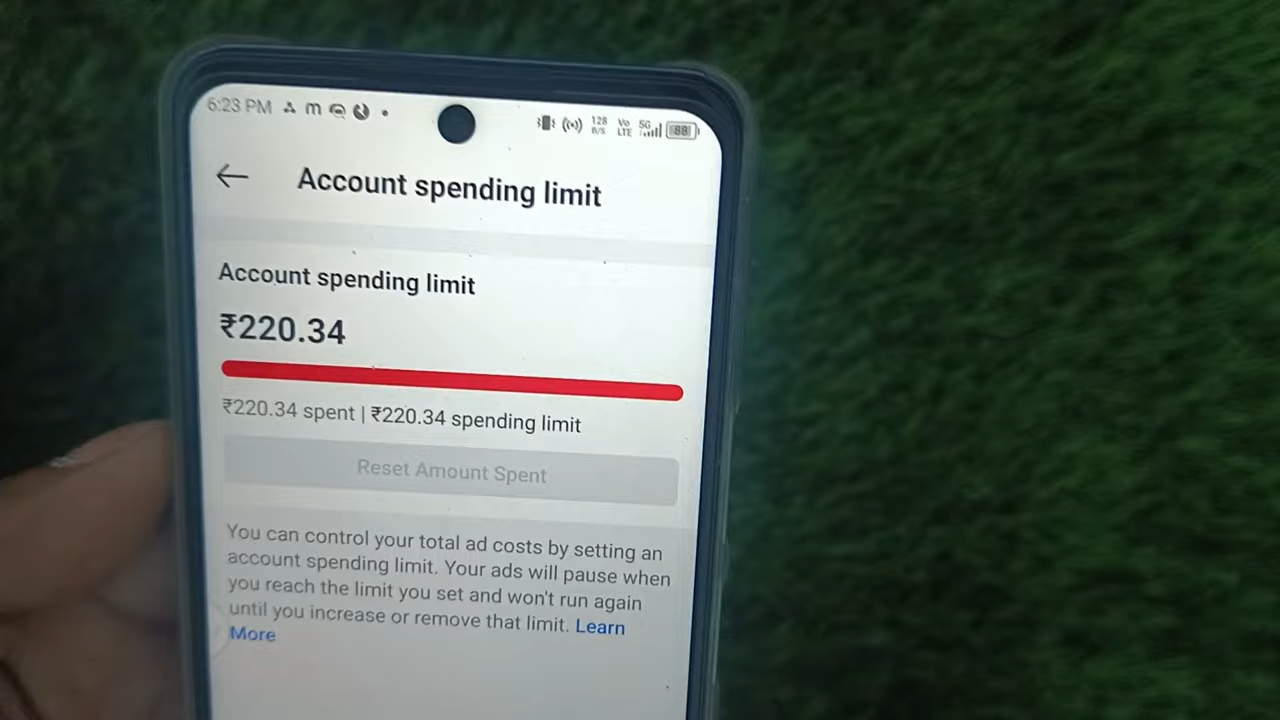 6:23 PM m 128 B/S Vo LTE 5G 88
Account spending limit
Account spending limit
₹220.34
₹220.34 spent | ₹220.34 spending limit
Reset Amount Spent
You can control your total ad costs by setting an
account spending limit. Your ads will pause when
you reach the limit you set and won't run again
until you increase or remove that limit. Learn
More